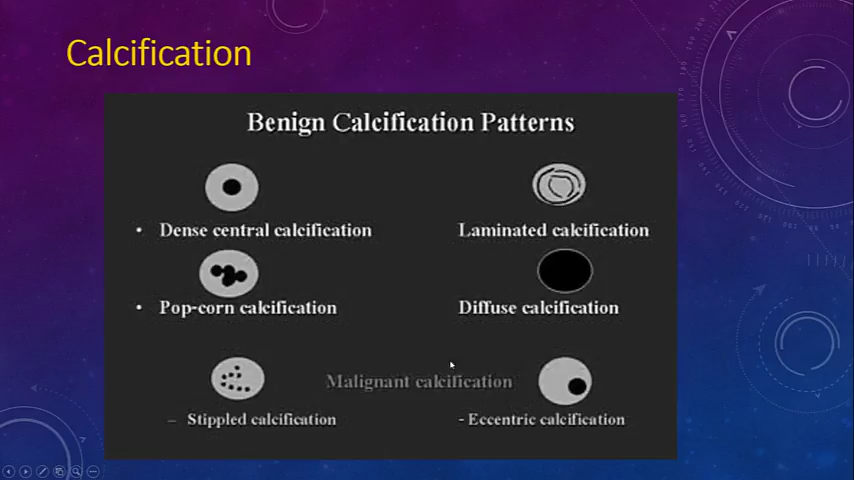 Calcification
Benign Calcification Patterns
• Dense central calcification
Laminated calcification
• Pop-corn calcification
Diffuse calcification
Malignant calcification
– Stippled calcification
- Eccentric calcification